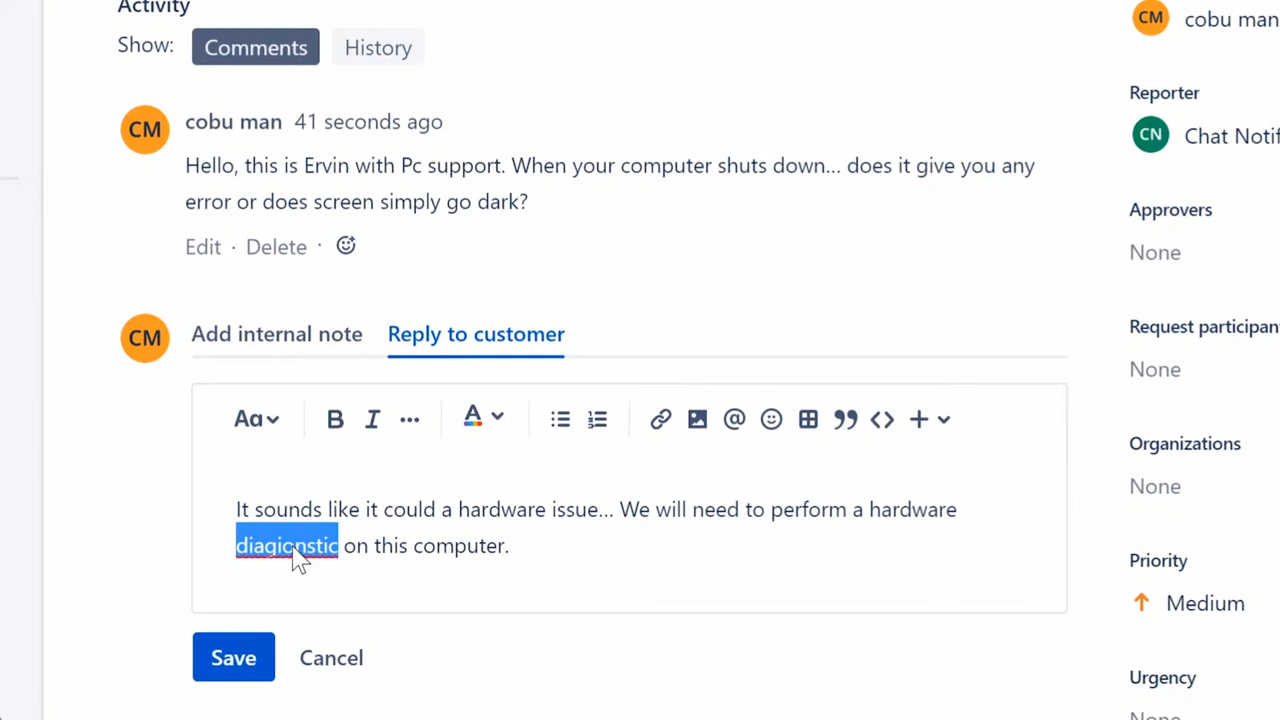 Activity
CM cobu man
Show: Comments History
Reporter
CM cobu man 41 seconds ago
CN Chat Notif
Hello, this is Ervin with Pc support. When your computer shuts down... does it give you any
error or does screen simply go dark?
Approvers
Edit · Delete ·
None
CM Add internal note Reply to customer
Request participan
None
Aa B I ... A @ <> +
Organizations
None
It sounds like it could a hardware issue... We will need to perform a hardware
diagionstic on this computer.
Priority
Medium
Save Cancel
Urgency
None